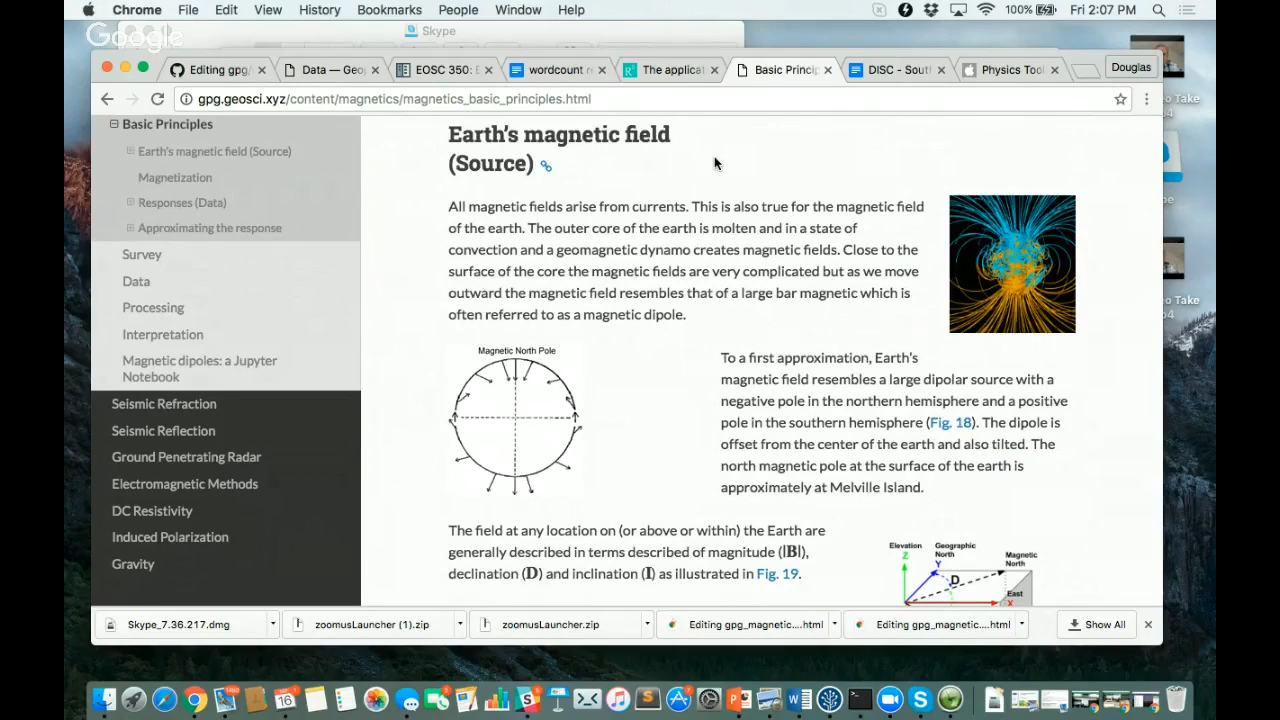 Chrome File Edit View History Bookmarks People Window Help 100% Fri 2:07 PM
Google
Skype
Editing gpg/ Data — Geo EOSC 350 E wordcount r The applicat Basic Princip DISC - Sout Physics Too Douglas
gpg.geosci.xyz/content/magnetics/magnetics_basic_principles.html
Basic Principles
Earth's magnetic field (Source)
Magnetization
Responses (Data)
Approximating the response
Survey
Data
Processing
Interpretation
Magnetic dipoles: a Jupyter
Notebook
Seismic Refraction
Seismic Reflection
Ground Penetrating Radar
Electromagnetic Methods
DC Resistivity
Induced Polarization
Gravity
Earth's magnetic field
(Source)
All magnetic fields arise from currents. This is also true for the magnetic field
of the earth. The outer core of the earth is molten and in a state of
convection and a geomagnetic dynamo creates magnetic fields. Close to the
surface of the core the magnetic fields are very complicated but as we move
outward the magnetic field resembles that of a large bar magnetic which is
often referred to as a magnetic dipole.
Magnetic North Pole
To a first approximation, Earth's
magnetic field resembles a large dipolar source with a
negative pole in the northern hemisphere and a positive
pole in the southern hemisphere (Fig. 18). The dipole is
offset from the center of the earth and also tilted. The
north magnetic pole at the surface of the earth is
approximately at Melville Island.
The field at any location on (or above or within) the Earth are
generally described in terms described of magnitude (|B|),
declination (D) and inclination (I) as illustrated in Fig. 19.
Elevation
Z
Geographic
North
Y
Magnetic
North
D
East
X
Skype_7.36.217.dmg zoomusLauncher (1).zip zoomusLauncher.zip Editing gpg_magnetic....html Editing gpg_magnetic....html Show All
eo Take
16